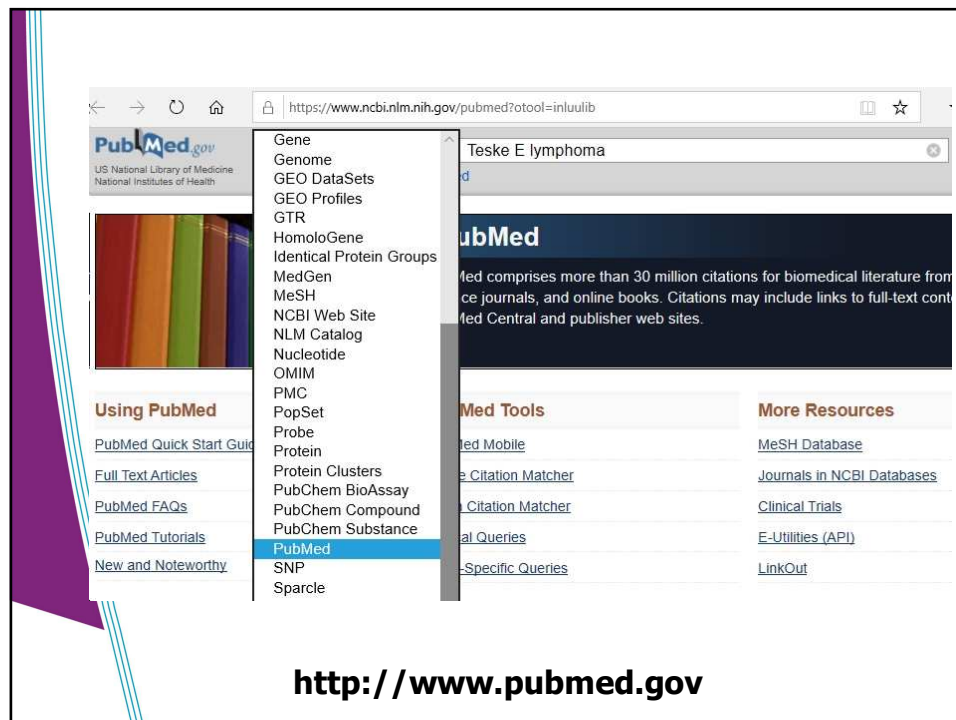 https://www.ncbi.nlm.nih.gov/pubmed?otool=inluulib
PubMed.gov
US National Library of Medicine
National Institutes of Health
Gene
Genome
GEO DataSets
GEO Profiles
GTR
HomoloGene
Identical Protein Groups
MedGen
MeSH
NCBI Web Site
NLM Catalog
Nucleotide
OMIM
PMC
PopSet
Probe
Protein
Protein Clusters
PubChem BioAssay
PubChem Compound
PubChem Substance
PubMed
SNP
Sparcle
Teske E lymphoma
ed
ubMed
Med comprises more than 30 million citations for biomedical literature from
ce journals, and online books. Citations may include links to full-text cont
Med Central and publisher web sites.
Using PubMed
PubMed Quick Start Guid
Full Text Articles
PubMed FAQs
PubMed Tutorials
New and Noteworthy
Med Tools
ed Mobile
e Citation Matcher
Citation Matcher
al Queries
-Specific Queries
More Resources
MeSH Database
Journals in NCBI Databases
Clinical Trials
E-Utilities (API)
LinkOut
http://www.pubmed.gov